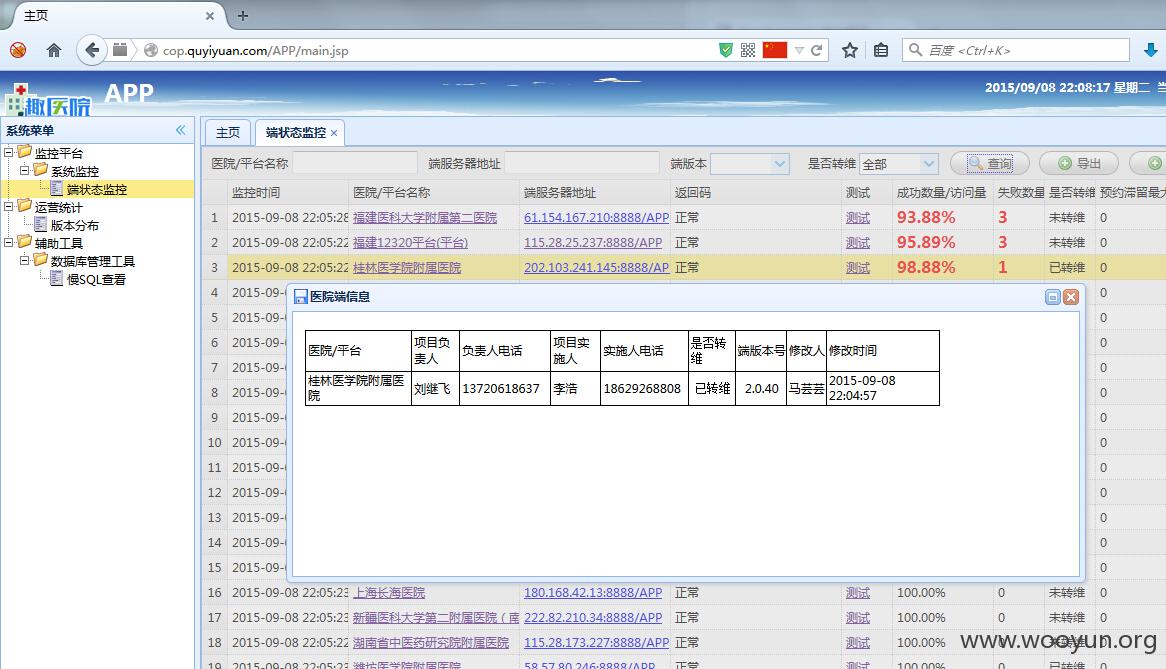 主页
cop.quyiyuan.com/APP/main.jsp
百度 <Ctrl+K>
趣医院 APP
2015/09/08 22:08:17 星期二
系统菜单
监控平台
系统监控
端状态监控
运营统计
版本分布
辅助工具
数据库管理工具
慢SQL查看
主页 端状态监控
医院/平台名称 端服务器地址 端版本 是否转维 全部 查询 导出
监控时间 医院/平台名称 端服务器地址 返回码 测试 成功数量/访问量 失败数量 是否转维 预约滞留最大
1 2015-09-08 22:05:28 福建医科大学附属第二医院 61.154.167.210:8888/APP 正常 测试 93.88% 3 未转维 0
2 2015-09-08 22:05:22 福建12320平台(平台) 115.28.25.237:8888/APP 正常 测试 95.89% 3 未转维 0
3 2015-09-08 22:05:22 桂林医学院附属医院 202.103.241.145:8888/AP 正常 测试 98.88% 1 已转维 0
4 2015-09- 0
医院端信息
5 2015-09- 0
6 2015-09- 0
7 2015-09- 0
8 2015-09- 0
医院/平台 项目负责人 负责人电话 项目实施人 实施人电话 是否转维 端版本号 修改人 修改时间
桂林医学院附属医院 刘继飞 13720618637 李浩 18629268808 已转维 2.0.40 马芸芸 2015-09-08 22:04:57
9 2015-09- 0
10 2015-09- 0
11 2015-09- 0
12 2015-09- 0
13 2015-09- 0
14 2015-09- 0
15 2015-09- 0
16 2015-09-08 22:05:23 上海长海医院 180.168.42.13:8888/APP 正常 测试 100.00% 0 未转维 0
17 2015-09-08 22:05:23 新疆医科大学第二附属医院（南 222.82.210.34:8888/APP 正常 测试 100.00% 0 未转维 0
18 2015-09-08 22:05:22 湖南省中医药研究院附属医院 115.28.173.227:8888/APP 正常 测试 100.00% 0 未转维 0
www.wooyun.org
19 2015-09-08 22:05:22 潍坊医学院附属医院 58.57.80.246:8888/APP 正常 测试 100.00% 0 已转维 0